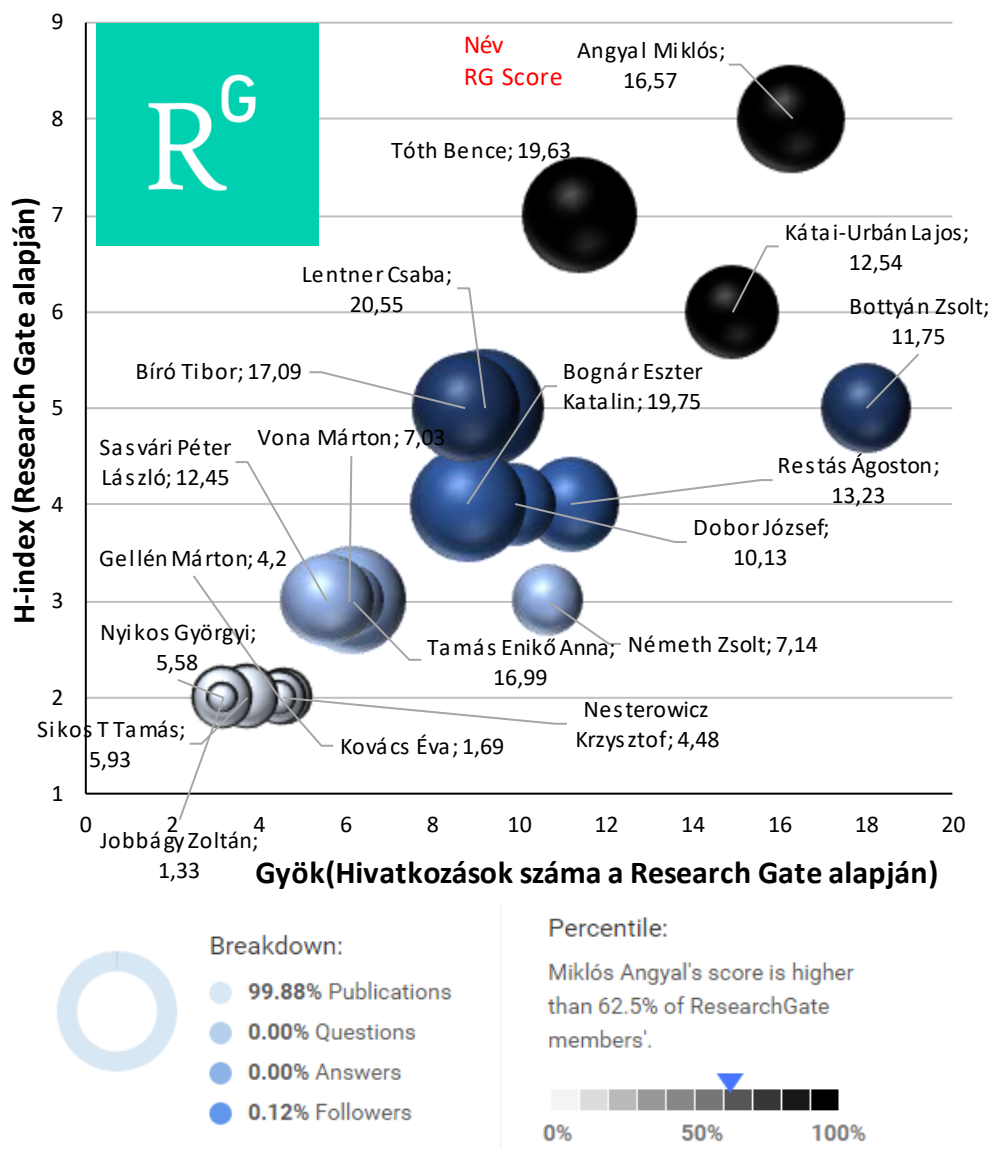 9
8
7
6
5
4
3
2
1
H-index (Research Gate alapján)
RG
Név
RG Score
Angyal Miklós;
16,57
Tóth Bence; 19,63
Kátai-Urbán Lajos;
12,54
Lentner Csaba;
20,55
Bottyán Zsolt;
11,75
Bíró Tibor; 17,09
Bognár Eszter
Katalin; 19,75
Vona Márton; 7,03
Sasvári Péter
László; 12,45
Restás Ágoston;
13,23
Dobor József;
10,13
Gellén Márton; 4,2
Nyikos Györgyi;
5,58
Tamás Enikő Anna;
16,99
Németh Zsolt; 7,14
Nesterowicz
Krzysztof; 4,48
Sikos T Tamás;
5,93
Kovács Éva; 1,69
Jobbágy Zoltán;
1,33
0 2 4 6 8 10 12 14 16 18 20
Gyök(Hivatkozások száma a Research Gate alapján)
Breakdown:
99.88% Publications
0.00% Questions
0.00% Answers
0.12% Followers
Percentile:
Miklós Angyal's score is higher
than 62.5% of ResearchGate
members'.
0% 50% 100%